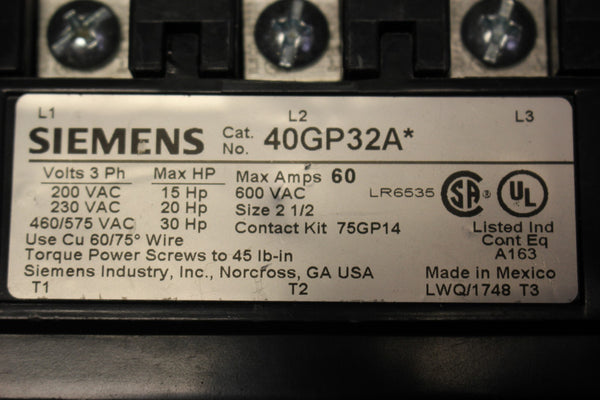 L1 L2 L3
SIEMENS Cat. No. 40GP32A*
Volts 3 Ph Max HP Max Amps 60
200 VAC 15 Hp 600 VAC LR6535 SA ® UL
230 VAC 20 Hp Size 2 1/2
460/575 VAC 30 Hp Contact Kit 75GP14 Listed Ind
Use Cu 60/75° Wire Cont Eq
Torque Power Screws to 45 lb-in A163
Siemens Industry, Inc., Norcross, GA USA Made in Mexico
T1 T2 LWQ/1748 T3